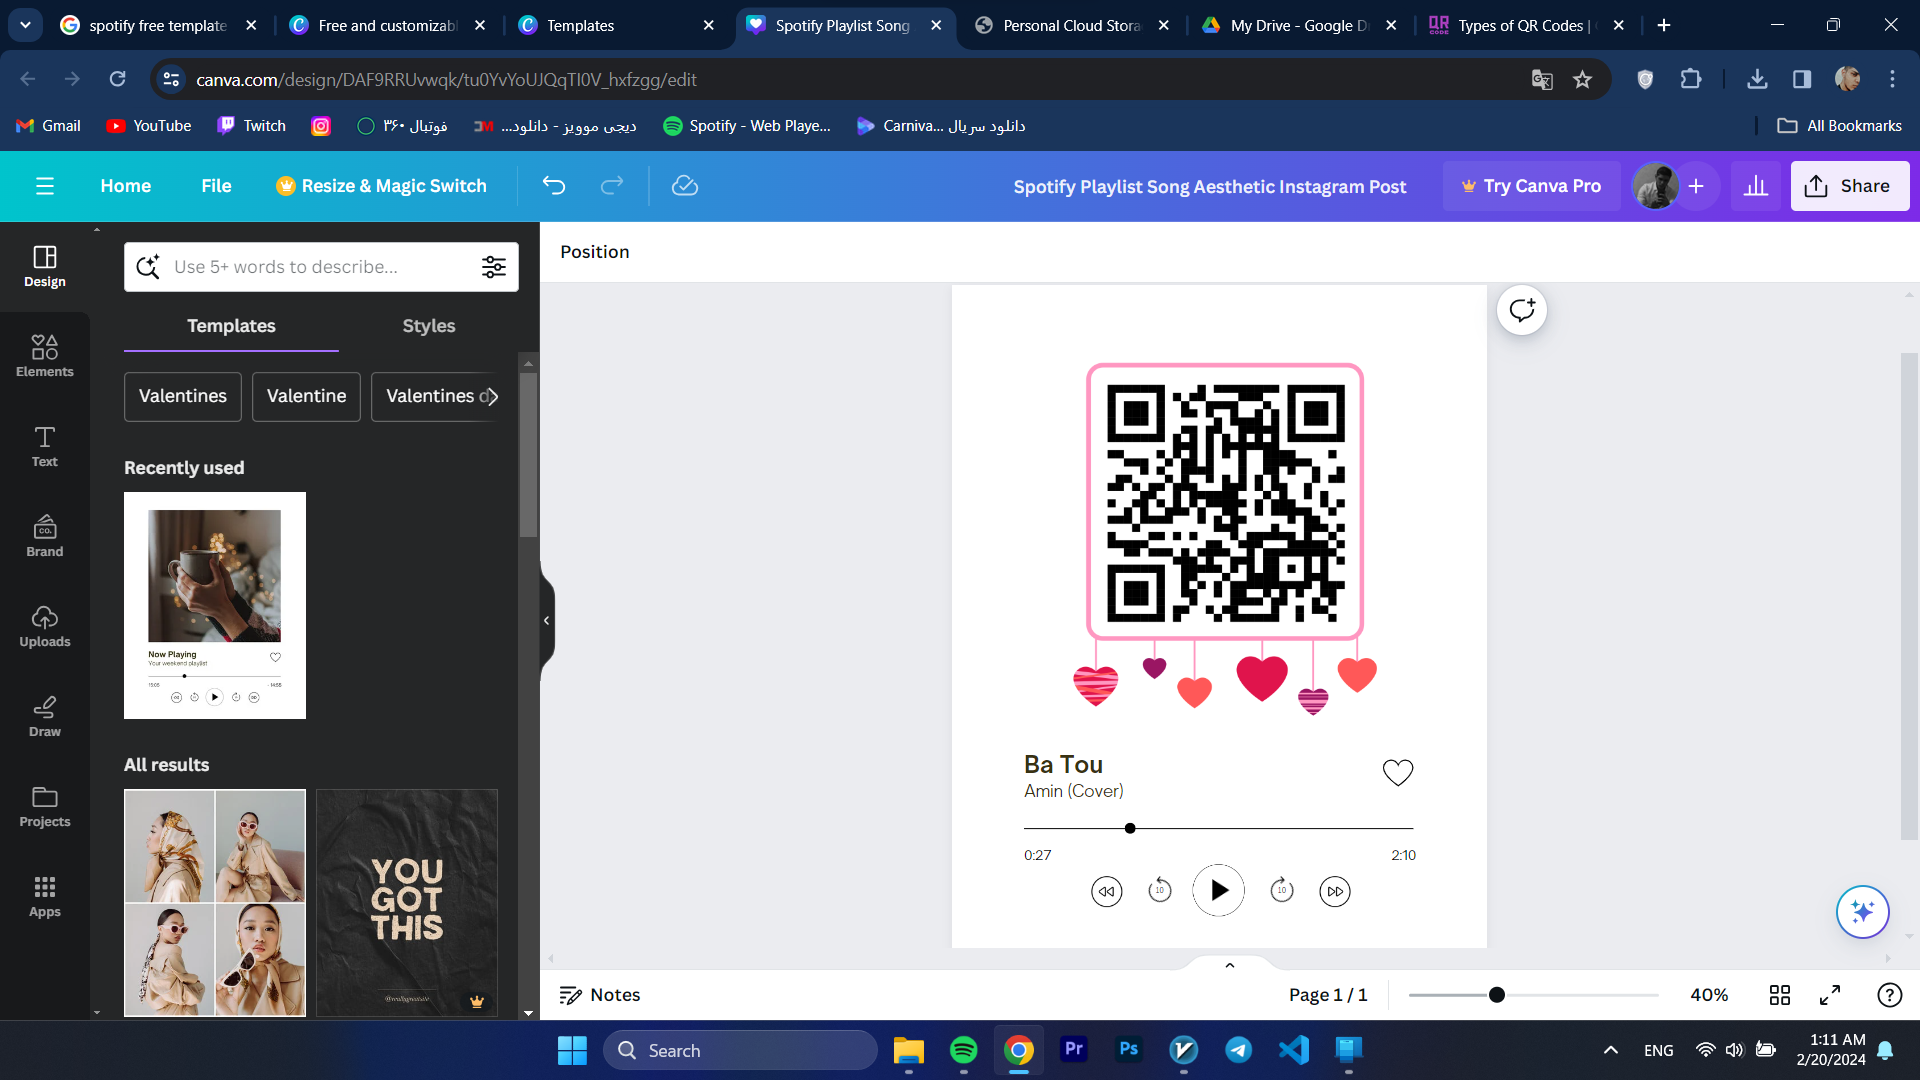 spotify free template
Free and customizabl
Templates
Spotify Playlist Song
Personal Cloud Stora
My Drive - Google D
Types of QR Codes |
canva.com/design/DAF9RRUvwqk/tu0YvYoUJQqTI0V_hxfzgg/edit
Gmail
YouTube
Twitch
فوتبال ۳۶۰
دیجی موویز - دانلود...
Spotify - Web Playe...
دانلود سریال Carniva...
All Bookmarks
Home
File
Resize & Magic Switch
Spotify Playlist Song Aesthetic Instagram Post
Try Canva Pro
Share
Design
Elements
Text
CO.
Brand
Uploads
Draw
Projects
Apps
Use 5+ words to describe...
Templates
Styles
Valentines
Valentine
Valentines d
Recently used
Now Playing
Your weekend playlist
All results
YOU
GOT
THIS
Position
Ba Tou
Amin (Cover)
0:27
2:10
10
10
Notes
Page 1 / 1
40%
Search
Pr
Ps
ENG
1:11 AM
2/20/2024